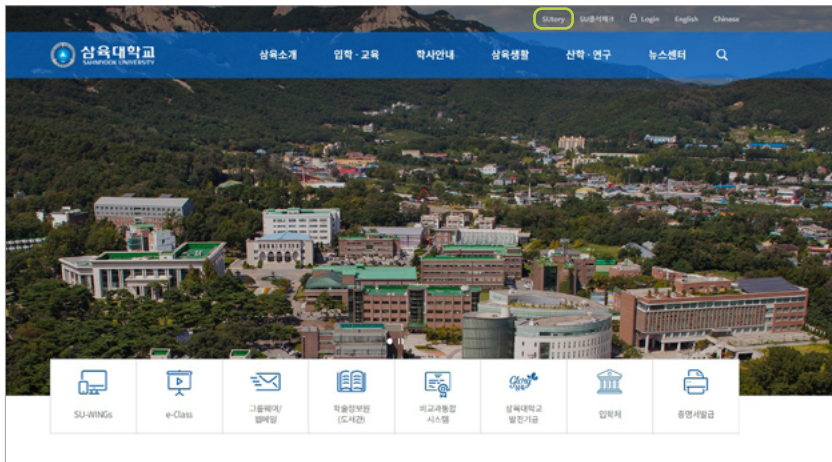 SUtory SU출석체크 Login English Chinese
삼육대학교
SAHMYOOK UNIVERSITY
삼육소개 입학·교육 학사안내 삼육생활 산학·연구 뉴스센터
SU-WINGs
e-Class
그룹웨어/
웹메일
학술정보원
(도서관)
비교과통합
시스템
삼육대학교
발전기금
입학처
증명서발급